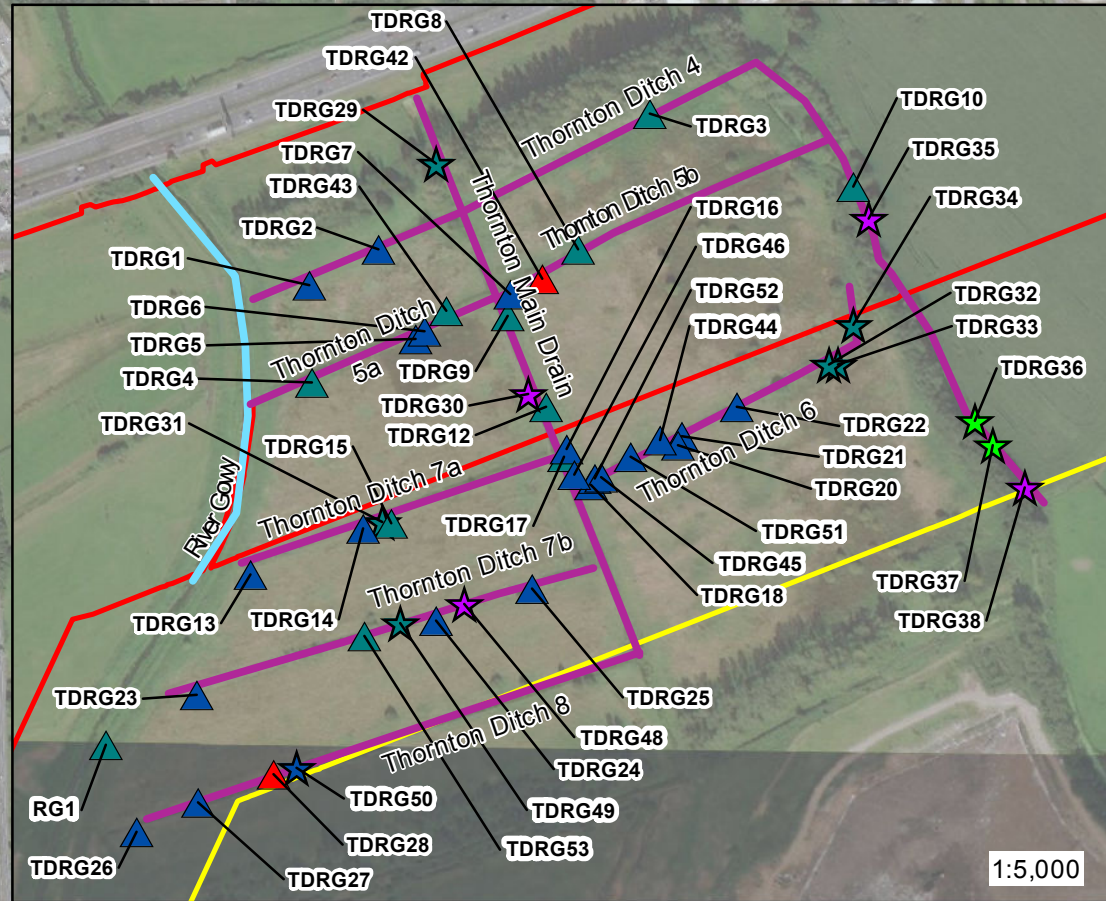 TDRG8
TDRG42
TDRG29
TDRG7
TDRG43
TDRG2
TDRG1
TDRG6
TDRG5
TDRG4
TDRG31
TDRG15
Thornton Ditch 4
TDRG3
TDRG10
TDRG35
TDRG34
Thornton Ditch 5b
TDRG16
TDRG46
TDRG52
TDRG44
TDRG32
TDRG33
TDRG36
Thornton Main Drain
Thornton Ditch
5a
TDRG9
TDRG30
TDRG12
TDRG22
TDRG21
TDRG20
Thornton Ditch 6
TDRG51
TDRG45
TDRG18
TDRG17
TDRG37
TDRG38
River Gowy
Thornton Ditch 7a
TDRG13
TDRG14
Thornton Ditch 7b
TDRG23
TDRG25
TDRG48
TDRG24
TDRG49
TDRG53
Thornton Ditch 8
RG1
TDRG50
TDRG28
TDRG27
TDRG26
1:5,000